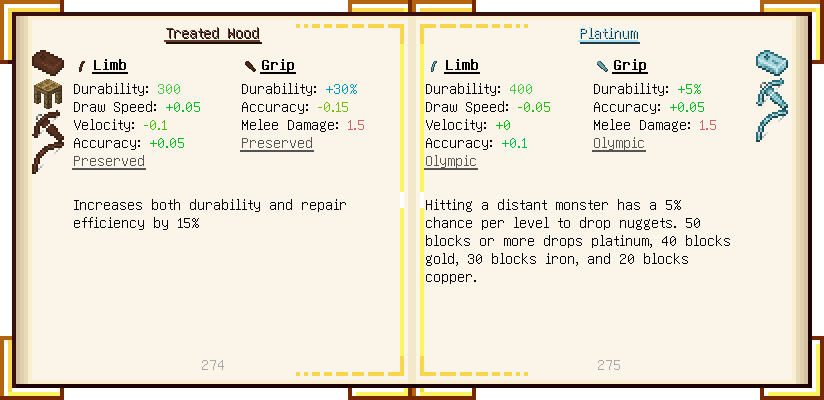 Treated Wood
Limb
Durability: 300
Draw Speed: +0.05
Velocity: -0.1
Accuracy: +0.05
Preserved
Grip
Durability: +30%
Accuracy: -0.15
Melee Damage: 1.5
Preserved
Increases both durability and repair
efficiency by 15%
274
Platinum
Limb
Durability: 400
Draw Speed: -0.05
Velocity: +0
Accuracy: +0.1
Olympic
Grip
Durability: +5%
Accuracy: +0.05
Melee Damage: 1.5
Olympic
Hitting a distant monster has a 5%
chance per level to drop nuggets. 50
blocks or more drops platinum, 40 blocks
gold, 30 blocks iron, and 20 blocks
copper.
275